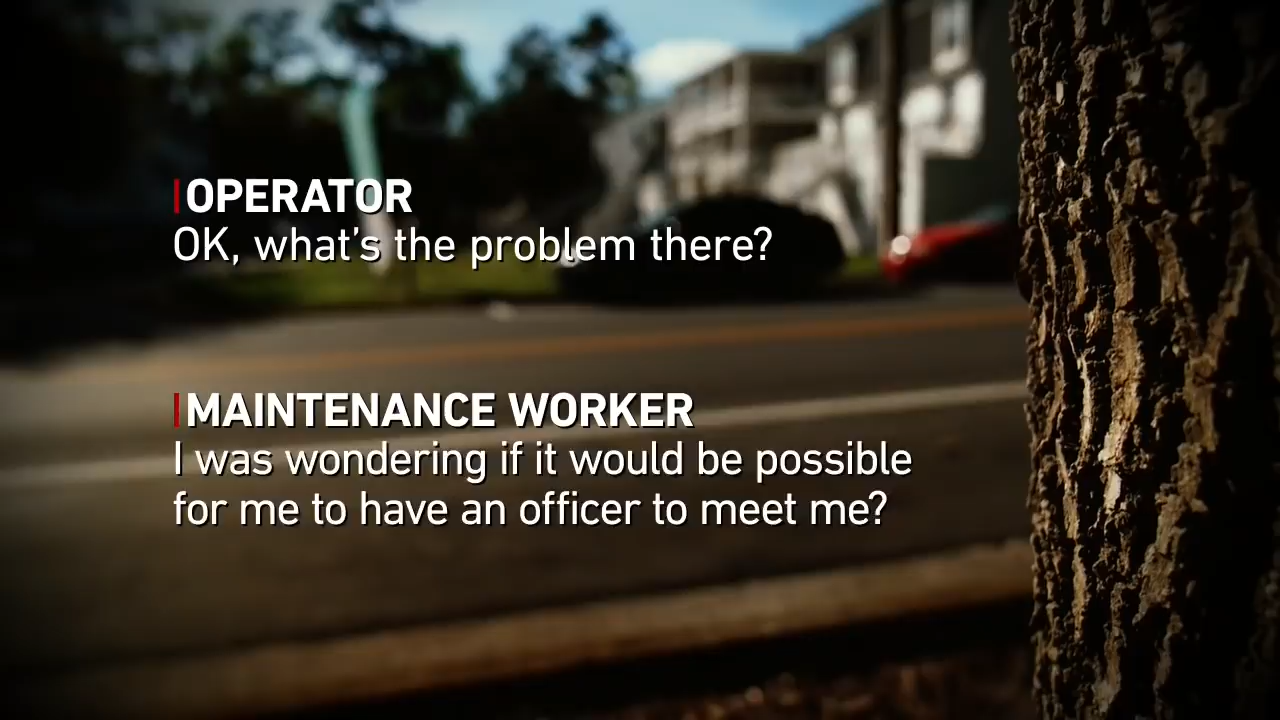 OPERATOR
OK, what's the problem there?
MAINTENANCE WORKER
I was wondering if it would be possible
for me to have an officer to meet me?